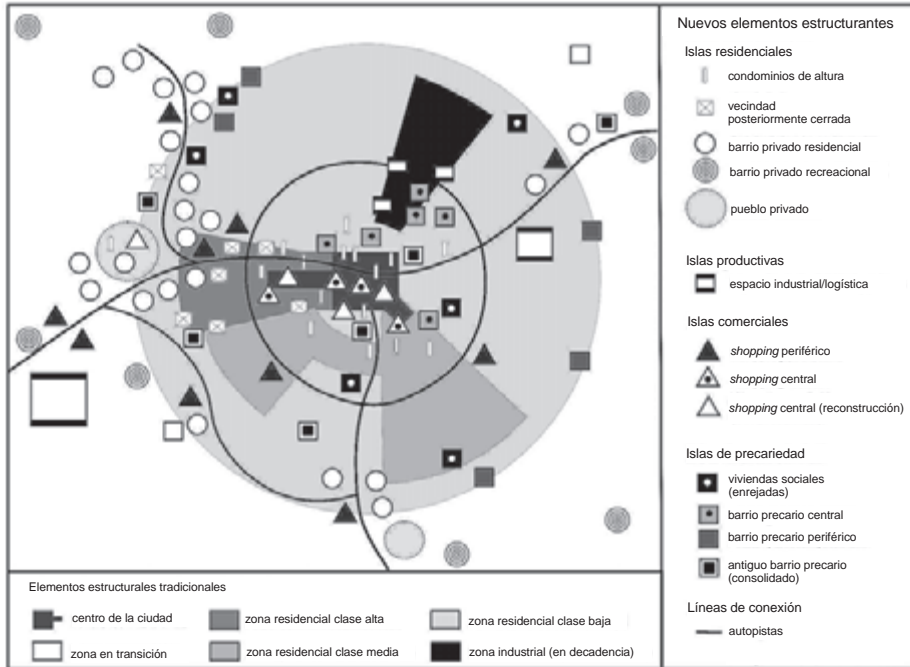 Nuevos elementos estructurantes
Islas residenciales
condominios de altura
vecindad
posteriormente cerrada
barrio privado residencial
barrio privado recreacional
pueblo privado
Islas productivas
espacio industrial/logística
Islas comerciales
shopping periférico
shopping central
shopping central (reconstrucción)
Islas de precariedad
viviendas sociales
(enrejadas)
barrio precario central
barrio precario periférico
antiguo barrio precario
(consolidado)
Líneas de conexión
autopistas
Elementos estructurales tradicionales
centro de la ciudad
zona residencial clase alta
zona residencial clase baja
zona en transición
zona residencial clase media
zona industrial (en decadencia)